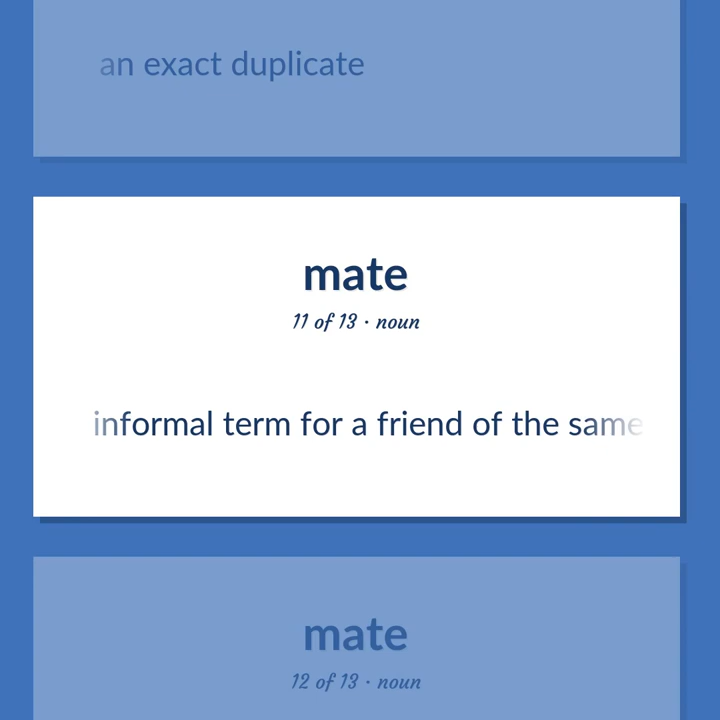 an exact duplicate
mate
11 of 13 · noun
informal term for a friend of the same
mate
12 of 13 · noun